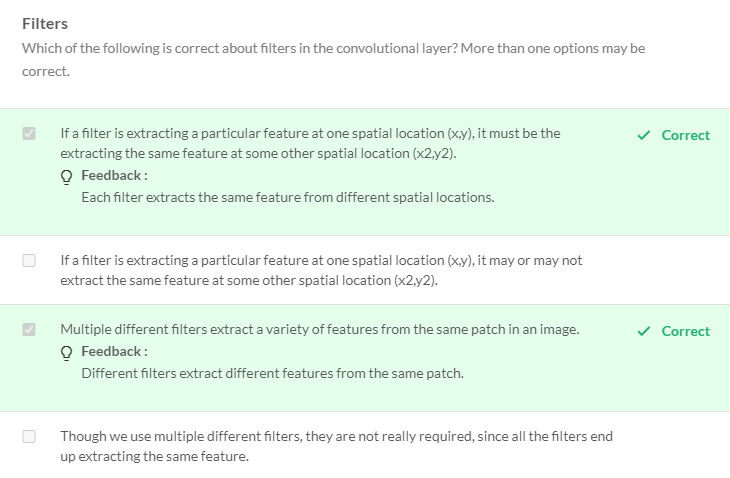 Filters
Which of the following is correct about filters in the convolutional layer? More than one options may be
correct.
If a filter is extracting a particular feature at one spatial location (x,y), it must be the
extracting the same feature at some other spatial location (x2,y2).
Correct
Feedback :
Each filter extracts the same feature from different spatial locations.
If a filter is extracting a particular feature at one spatial location (x,y), it may or may not
extract the same feature at some other spatial location (x2,y2).
Multiple different filters extract a variety of features from the same patch in an image.
Correct
Feedback :
Different filters extract different features from the same patch.
Though we use multiple different filters, they are not really required, since all the filters end
up extracting the same feature.